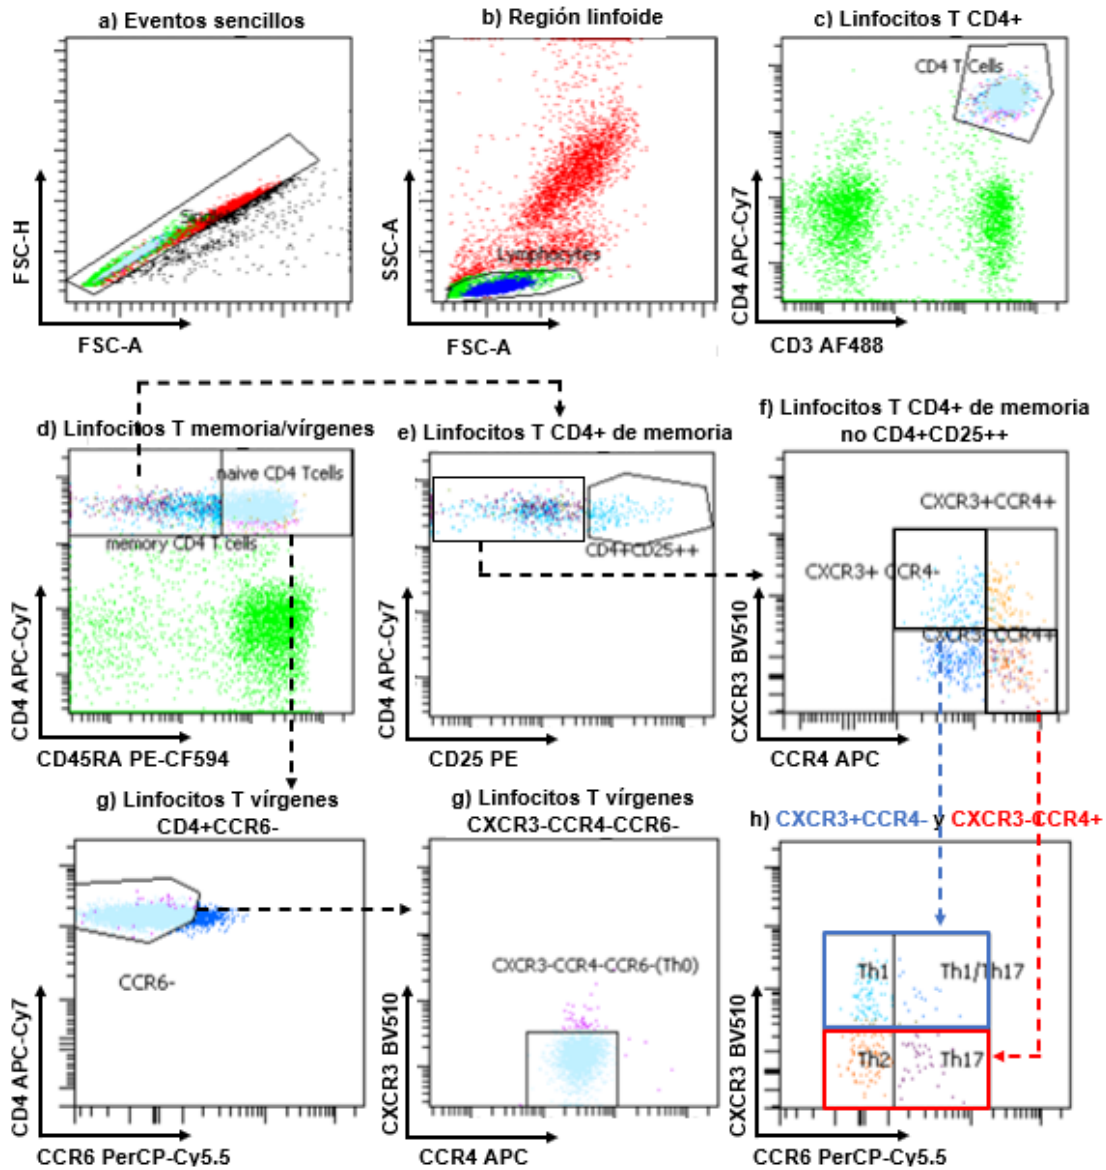 a) Eventos sencillos
b) Región linfoide
c) Linfocitos T CD4+
CD4 T Cells
Lymphocytes
FSC-H
SSC-A
CD4 APC-Cy7
FSC-A
FSC-A
CD3 AF488
d) Linfocitos T memoria/vírgenes
e) Linfocitos T CD4+ de memoria
f) Linfocitos T CD4+ de memoria
no CD4+CD25++
naive CD4 Tcells
memory CD4 T cells
CD4+CD25++
CXCR3+CCR4+
CXCR3+ CCR4-
CXCR3-CCR4+
CD4 APC-Cy7
CD4 APC-Cy7
CXCR3 BV510
CD45RA PE-CF594
CD25 PE
CCR4 APC
g) Linfocitos T vírgenes
CD4+CCR6-
g) Linfocitos T vírgenes
CXCR3-CCR4-CCR6-
h) CXCR3+CCR4- y CXCR3-CCR4+
CCR6-
CXCR3-CCR4-CCR6-(Th0)
Th1
Th1/Th17
Th2
Th17
CD4 APC-Cy7
CXCR3 BV510
CXCR3 BV510
CCR6 PerCP-Cy5.5
CCR4 APC
CCR6 PerCP-Cy5.5